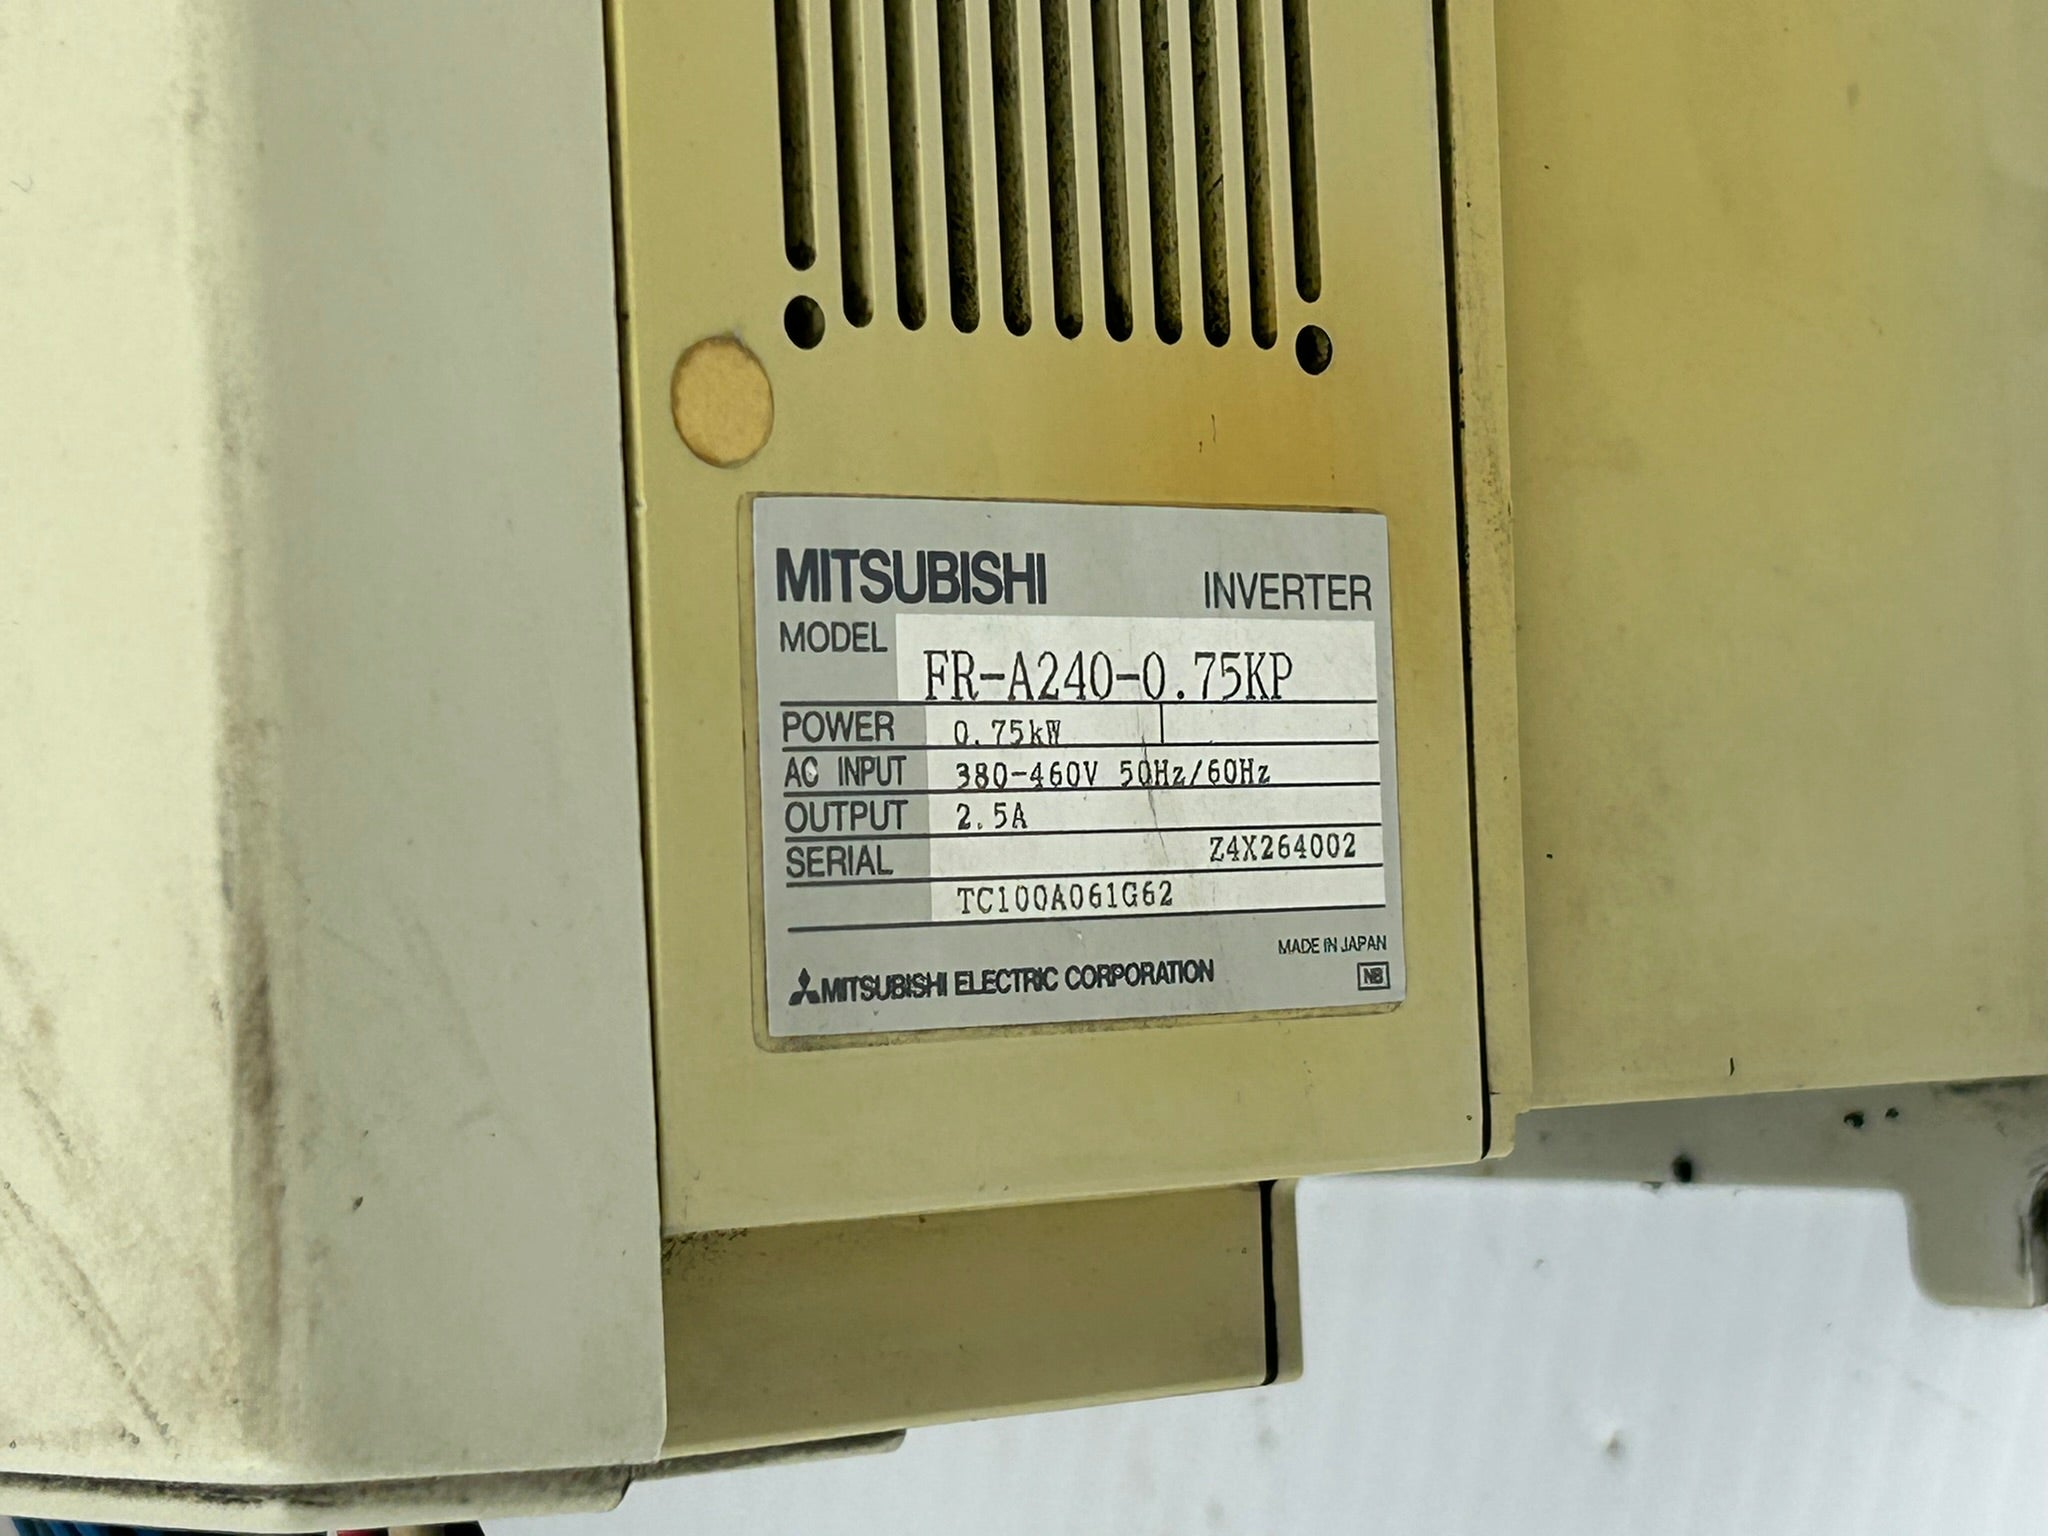 MITSUBISHI INVERTER
MODEL FR-A240-0.75KP
POWER 0.75kW
AC INPUT 380-460V 50Hz/60Hz
OUTPUT 2.5A
SERIAL Z4X264002
TC100A061G62
MADE IN JAPAN
MITSUBISHI ELECTRIC CORPORATION NB